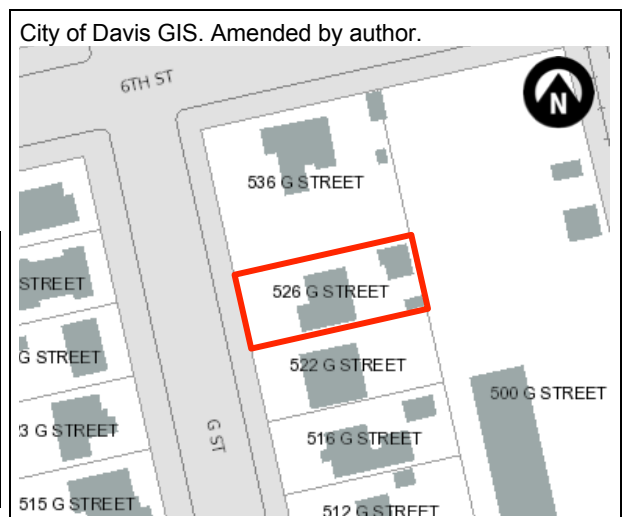 City of Davis GIS. Amended by author.
6TH ST
N
536 G STREET
STREET
526 G STREET
G STREET
522 G STREET
500 G STREET
3 G STREET
G ST
516 G STREET
515 G STREET
512 G STREET